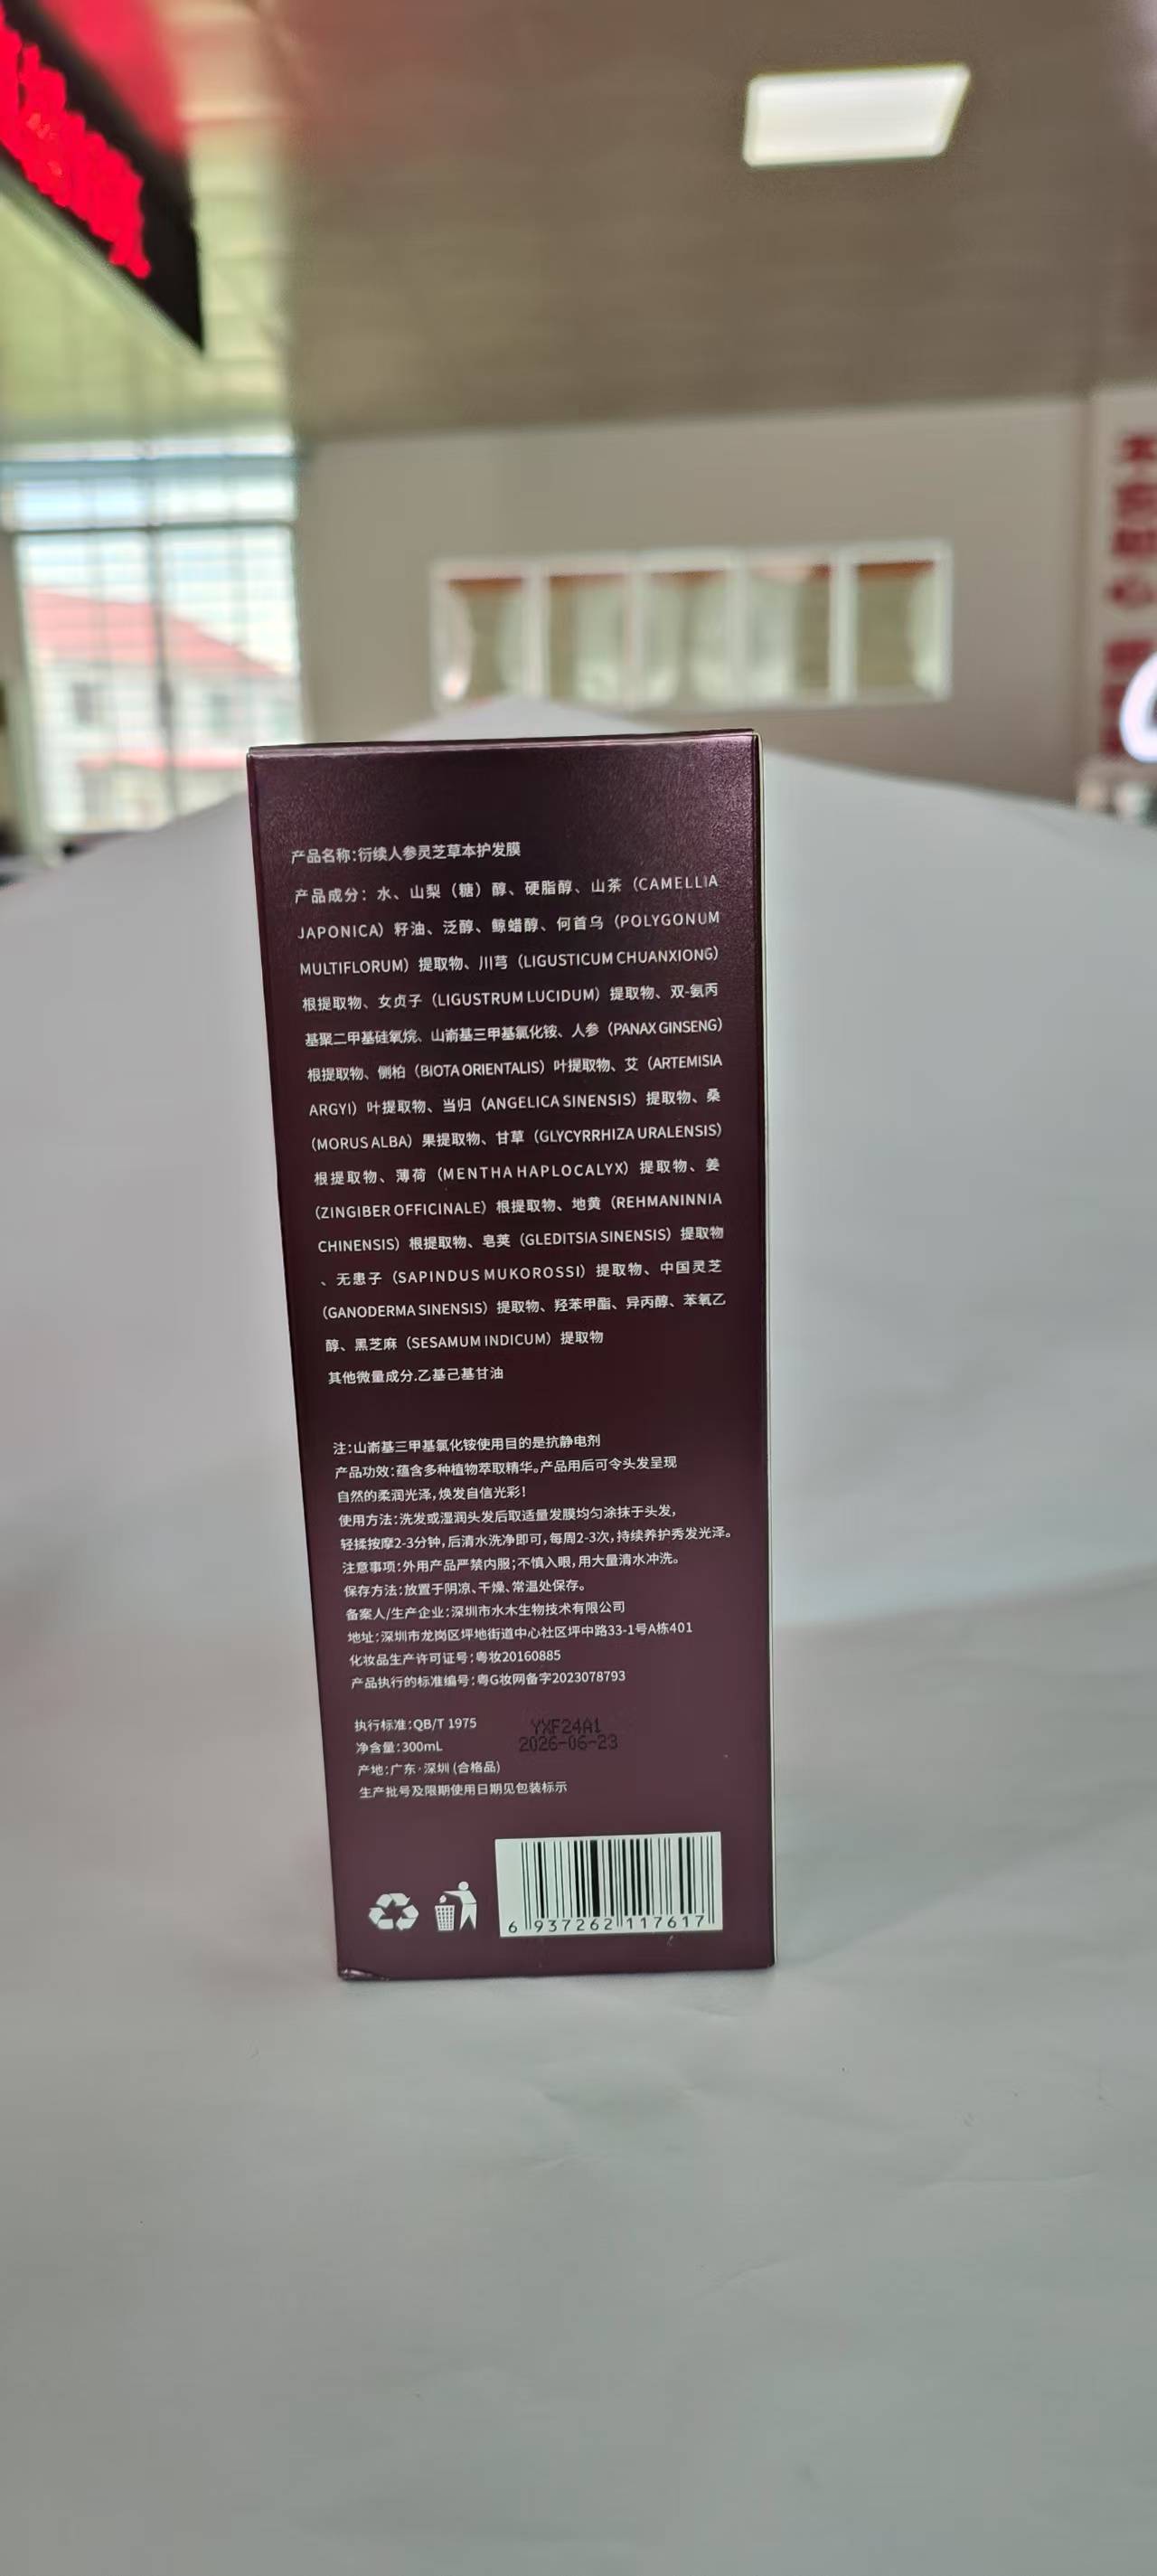 产品名称:衍续人参灵芝草本护发膜
产品成分：水、山梨（糖）醇、硬脂醇、山茶（CAMELLIA
JAPONICA）籽油、泛醇、鲸蜡醇、何首乌（POLYGONUM
MULTIFLORUM）提取物、川芎（LIGUSTICUM CHUANXIONG）
根提取物、女贞子（LIGUSTRUM LUCIDUM）提取物、双-氨丙
基聚二甲基硅氧烷、山嵛基三甲基氯化铵、人参（PANAX GINSENG）
根提取物、侧柏（BIOTA ORIENTALIS）叶提取物、艾（ARTEMISIA
ARGYI）叶提取物、当归（ANGELICA SINENSIS）提取物、桑
（MORUS ALBA）果提取物、甘草（GLYCYRRHIZA URALENSIS）
根提取物、薄荷（MENTHA HAPLOCALYX）提取物、姜
（ZINGIBER OFFICINALE）根提取物、地黄（REHMANINNIA
CHINENSIS）根提取物、皂荚（GLEDITSIA SINENSIS）提取物
、无患子（SAPINDUS MUKOROSSI）提取物、中国灵芝
（GANODERMA SINENSIS）提取物、羟苯甲酯、异丙醇、苯氧乙
醇、黑芝麻（SESAMUM INDICUM）提取物
其他微量成分.乙基己基甘油
注:山嵛基三甲基氯化铵使用目的是抗静电剂
产品功效:蕴含多种植物萃取精华。产品用后可令头发呈现
自然的柔润光泽,焕发自信光彩!
使用方法:洗发或湿润头发后取适量发膜均匀涂抹于头发,
轻揉按摩2-3分钟,后清水洗净即可,每周2-3次,持续养护秀发光泽。
注意事项:外用产品严禁内服;不慎入眼,用大量清水冲洗。
保存方法:放置于阴凉、干燥、常温处保存。
备案人/生产企业:深圳市水木生物技术有限公司
地址:深圳市龙岗区坪地街道中心社区坪中路33-1号A栋401
化妆品生产许可证号:粤妆20160885
产品执行的标准编号:粤G妆网备字2023078793
执行标准:QB/T 1975
YXF24A1
净含量:300mL
2026-06-23
产地:广东·深圳 (合格品)
生产批号及限期使用日期见包装标示
6 937262 117617